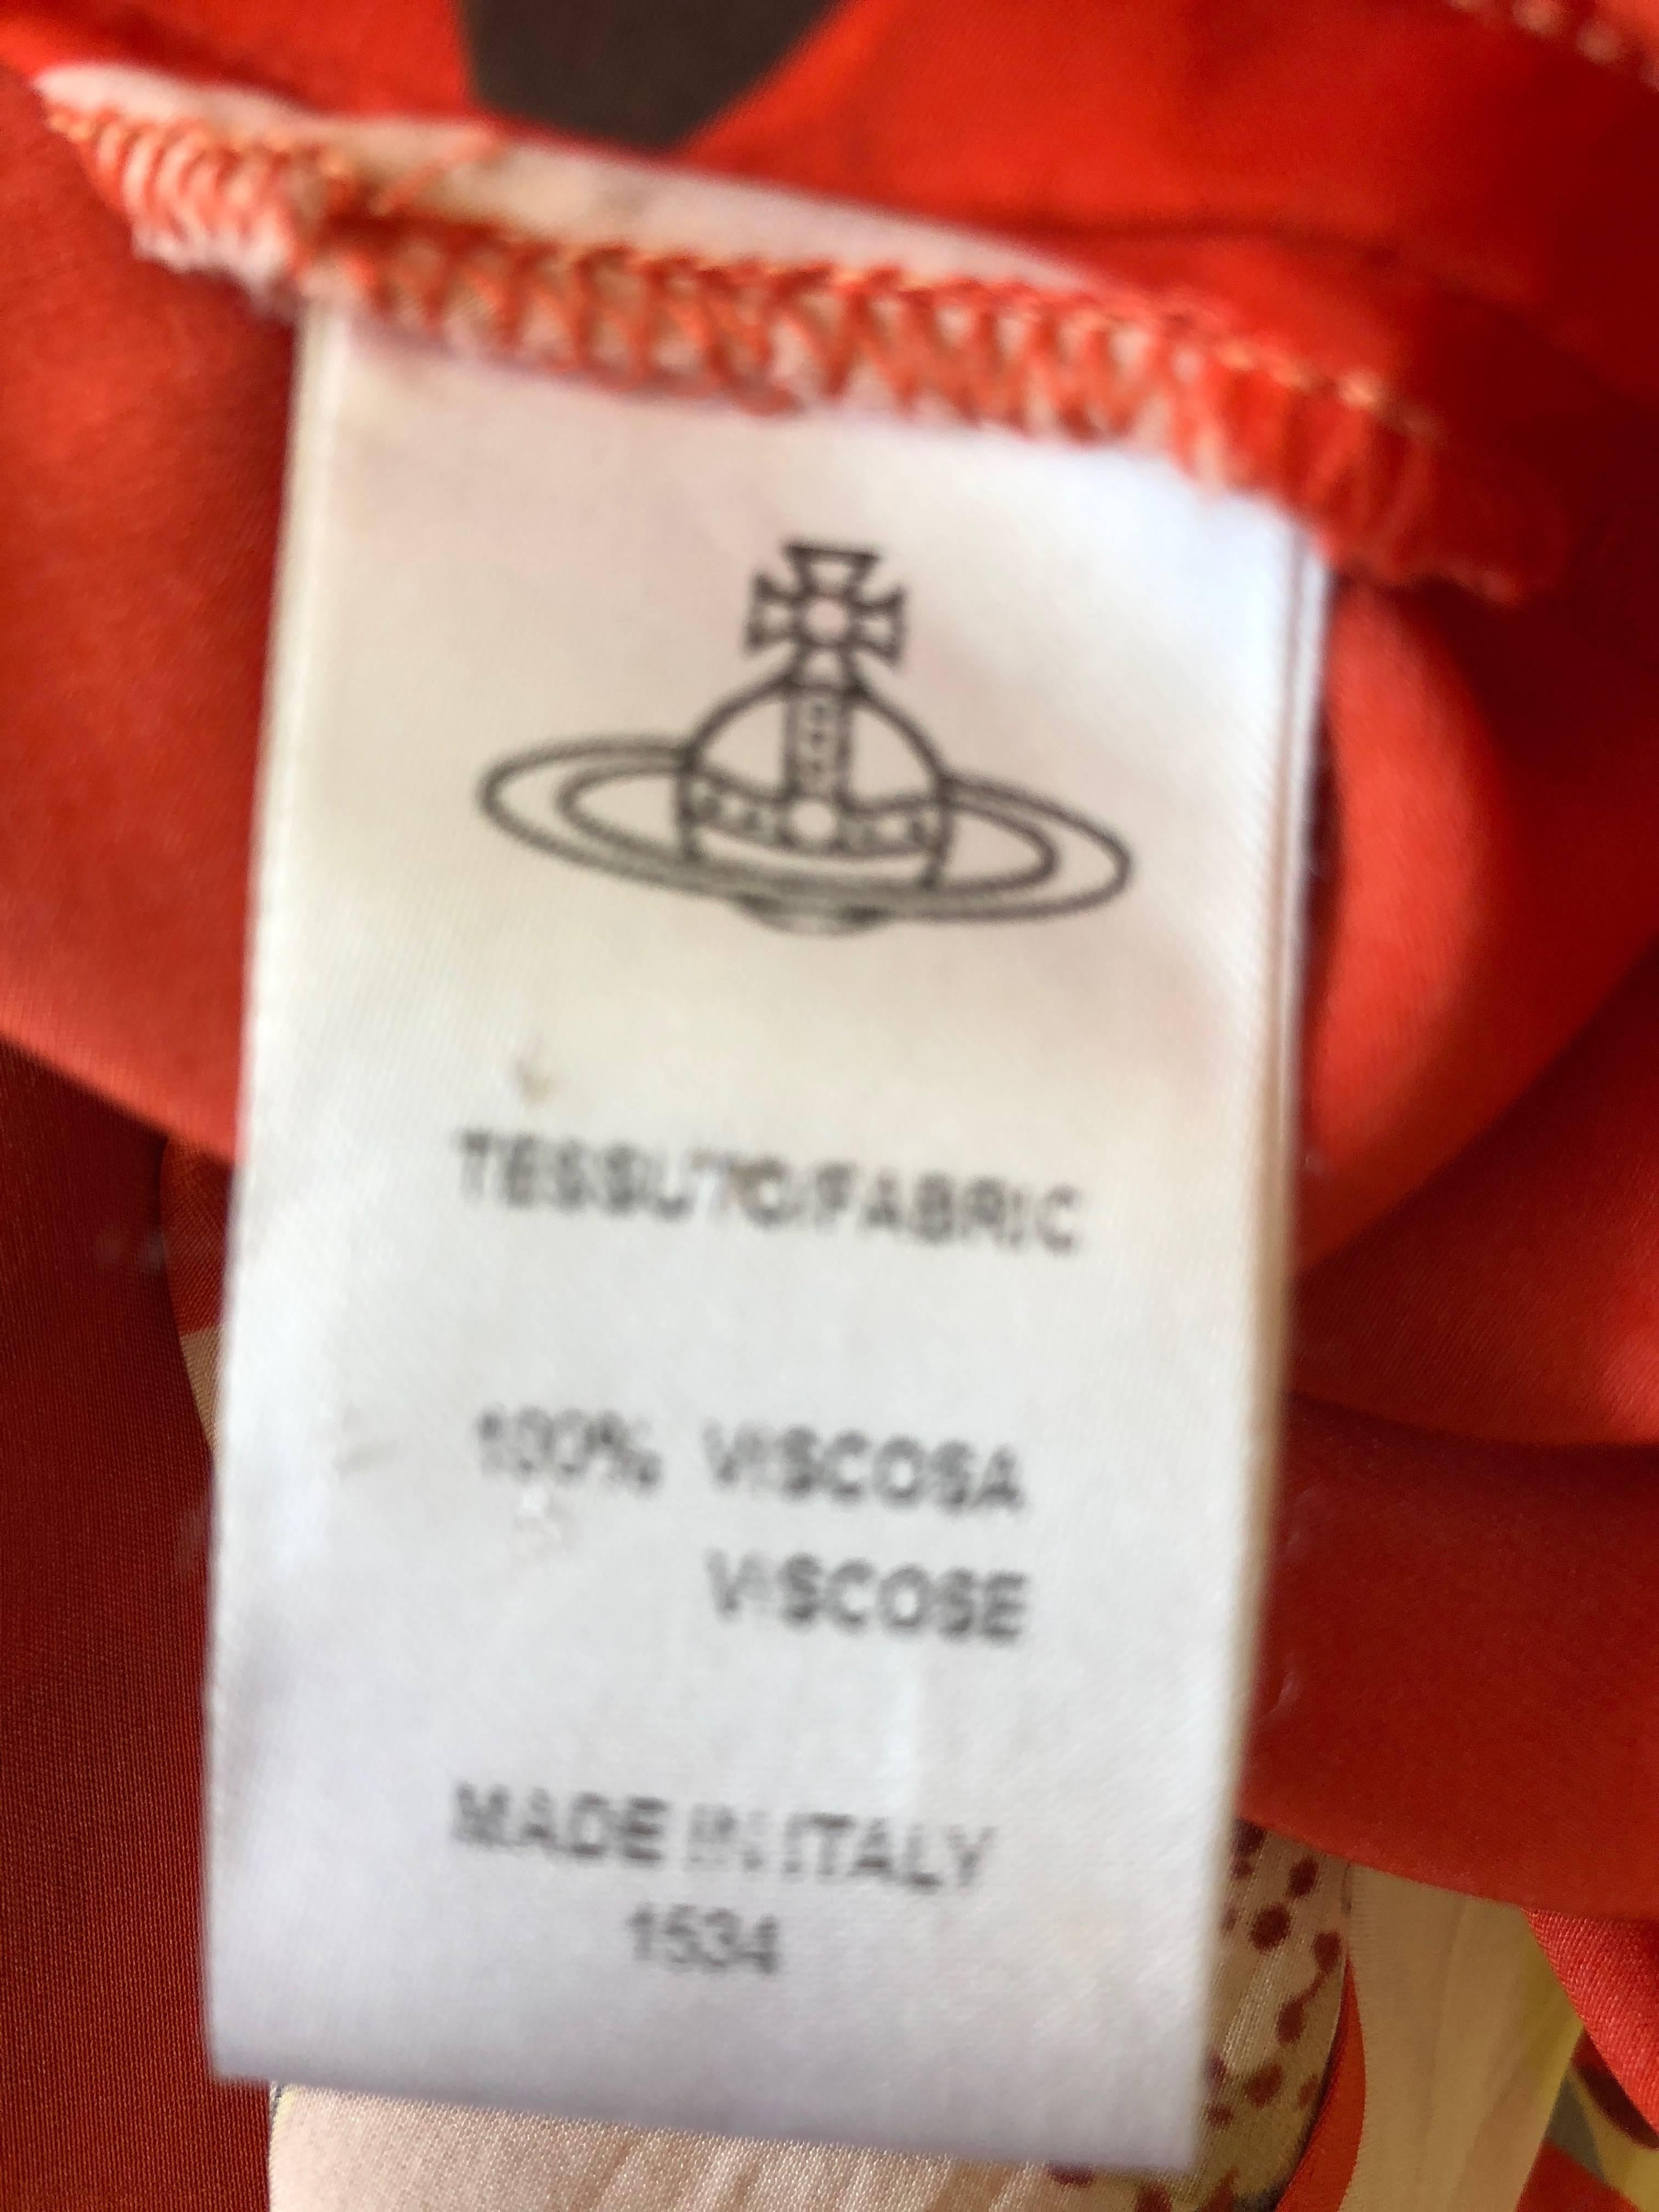 TESSUTO/FABRIC
100% VISCOSA
VISCOSE
MADE IN ITALY
1534